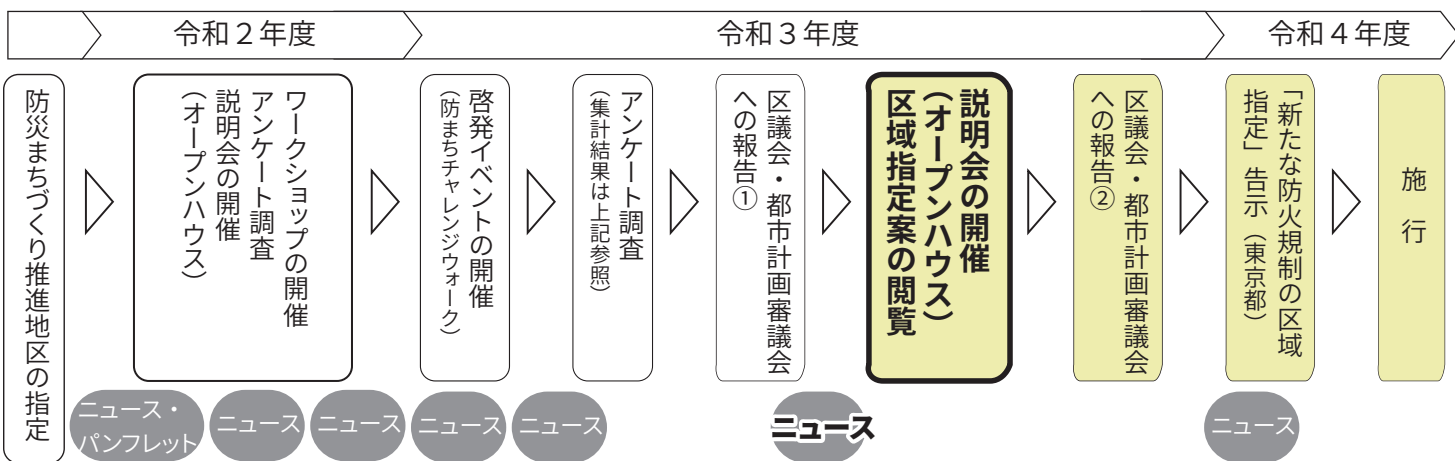 令和２年度
令和３年度
令和４年度
防災まちづくり推進地区の指定
ワークショップの開催
アンケート調査
説明会の開催
（オープンハウス）
啓発イベントの開催
（防まちチャレンジウォーク）
アンケート調査
（集計結果は上記参照）
区議会・都市計画審議会
への報告①
説明会の開催
（オープンハウス）
区域指定案の閲覧
区議会・都市計画審議会
への報告②
「新たな防火規制の区域
指定」告示（東京都）
施行
ニュース・
パンフレット
ニュース
ニュース
ニュース
ニュース
ニュース
ニュース